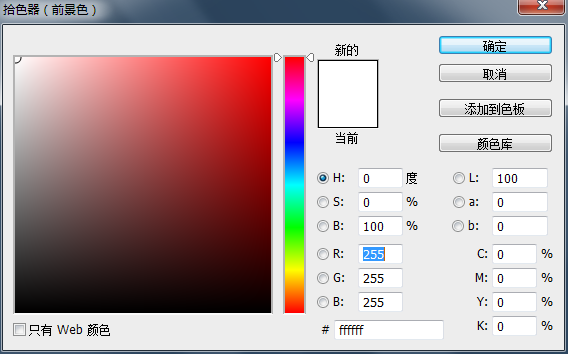 拾色器（前景色）
新的
当前
确定
取消
添加到色板
颜色库
H: 0 度
S: 0 %
B: 100 %
R: 255
G: 255
B: 255
# ffffff
L: 100
a: 0
b: 0
C: 0 %
M: 0 %
Y: 0 %
K: 0 %
只有 Web 颜色